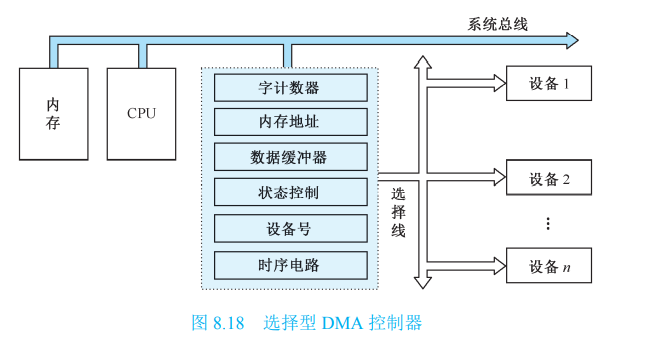 系统总线
内存
CPU
字计数器
内存地址
数据缓冲器
状态控制
设备号
时序电路
选择线
设备 1
设备 2
⋮
设备 n
图 8.18 选择型 DMA 控制器